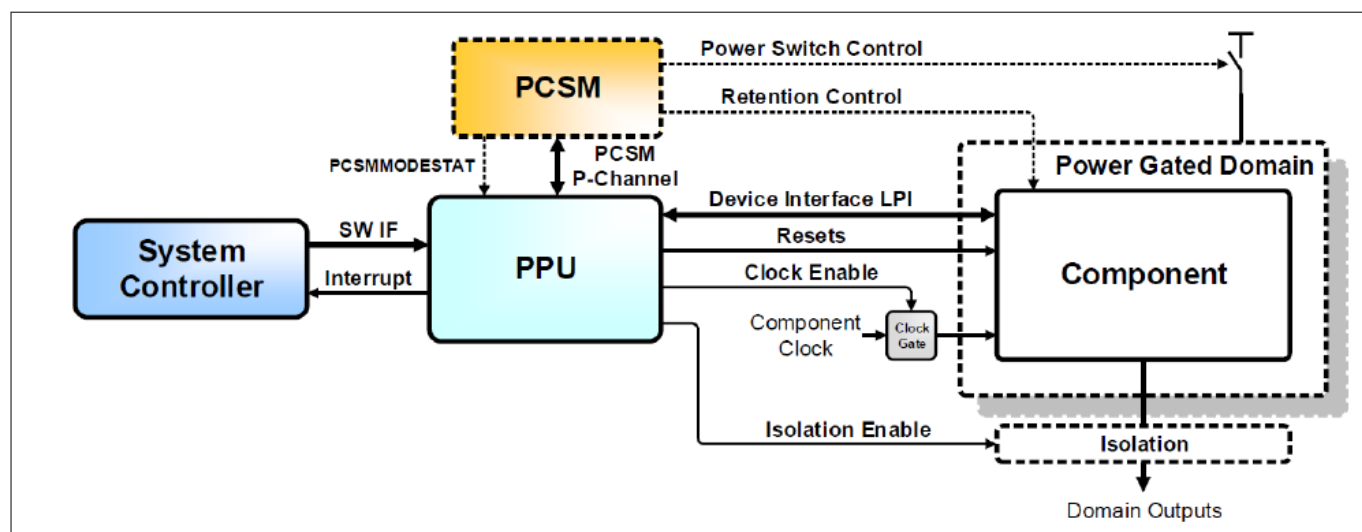 Power Switch Control
PCSM
Retention Control
PCSMMODESTAT
PCSM
P-Channel
Power Gated Domain
Device Interface LPI
System
Controller
SW IF
Interrupt
PPU
Resets
Clock Enable
Component
Component
Clock
Clock
Gate
Isolation Enable
Isolation
Domain Outputs